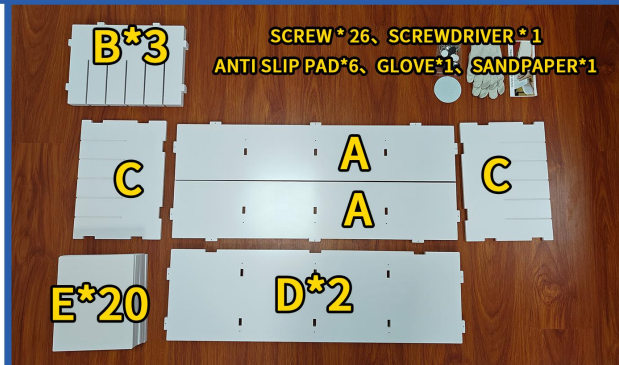 B*3
SCREW * 26、SCREWDRIVER * 1
ANTI SLIP PAD*6、GLOVE*1、SANDPAPER*1
C
A
C
A
E*20
D*2